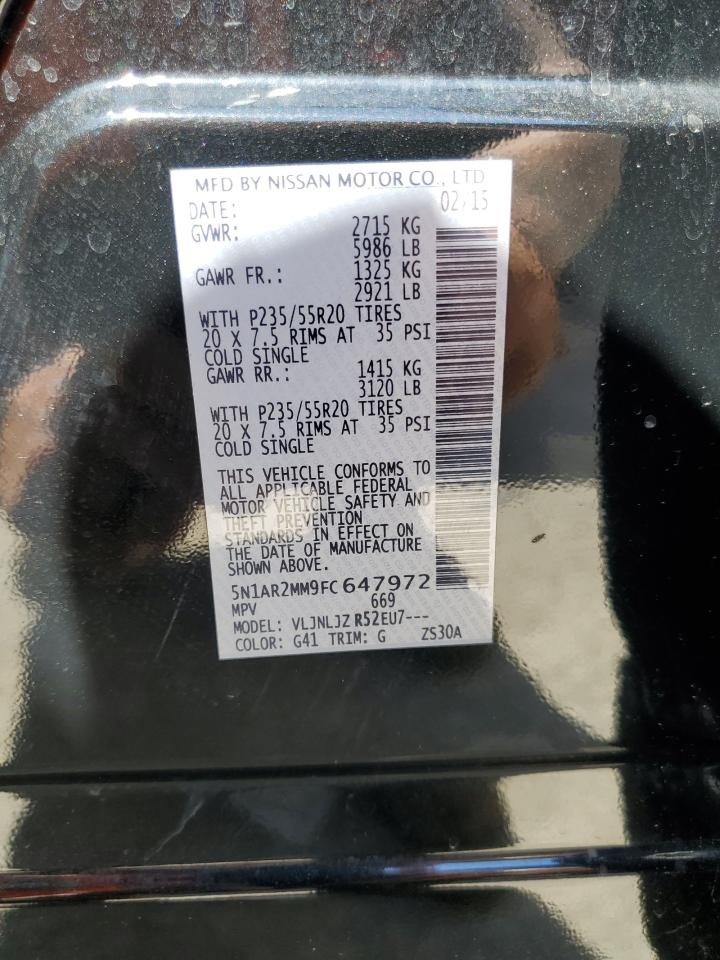 MFD BY NISSAN MOTOR CO., LTD
DATE: 02/15
GVWR: 2715 KG
5986 LB
GAWR FR.: 1325 KG
2921 LB
WITH P235/55R20 TIRES
20 X 7.5 RIMS AT 35 PSI
COLD SINGLE
GAWR RR.: 1415 KG
3120 LB
WITH P235/55R20 TIRES
20 X 7.5 RIMS AT 35 PSI
COLD SINGLE
THIS VEHICLE CONFORMS TO
ALL APPLICABLE FEDERAL
MOTOR VEHICLE SAFETY AND
THEFT PREVENTION
STANDARDS IN EFFECT ON
THE DATE OF MANUFACTURE
SHOWN ABOVE.
5N1AR2MM9FC647972
MPV 669
MODEL: VLJNLJZ R52EU7---
COLOR: G41 TRIM: G ZS30A